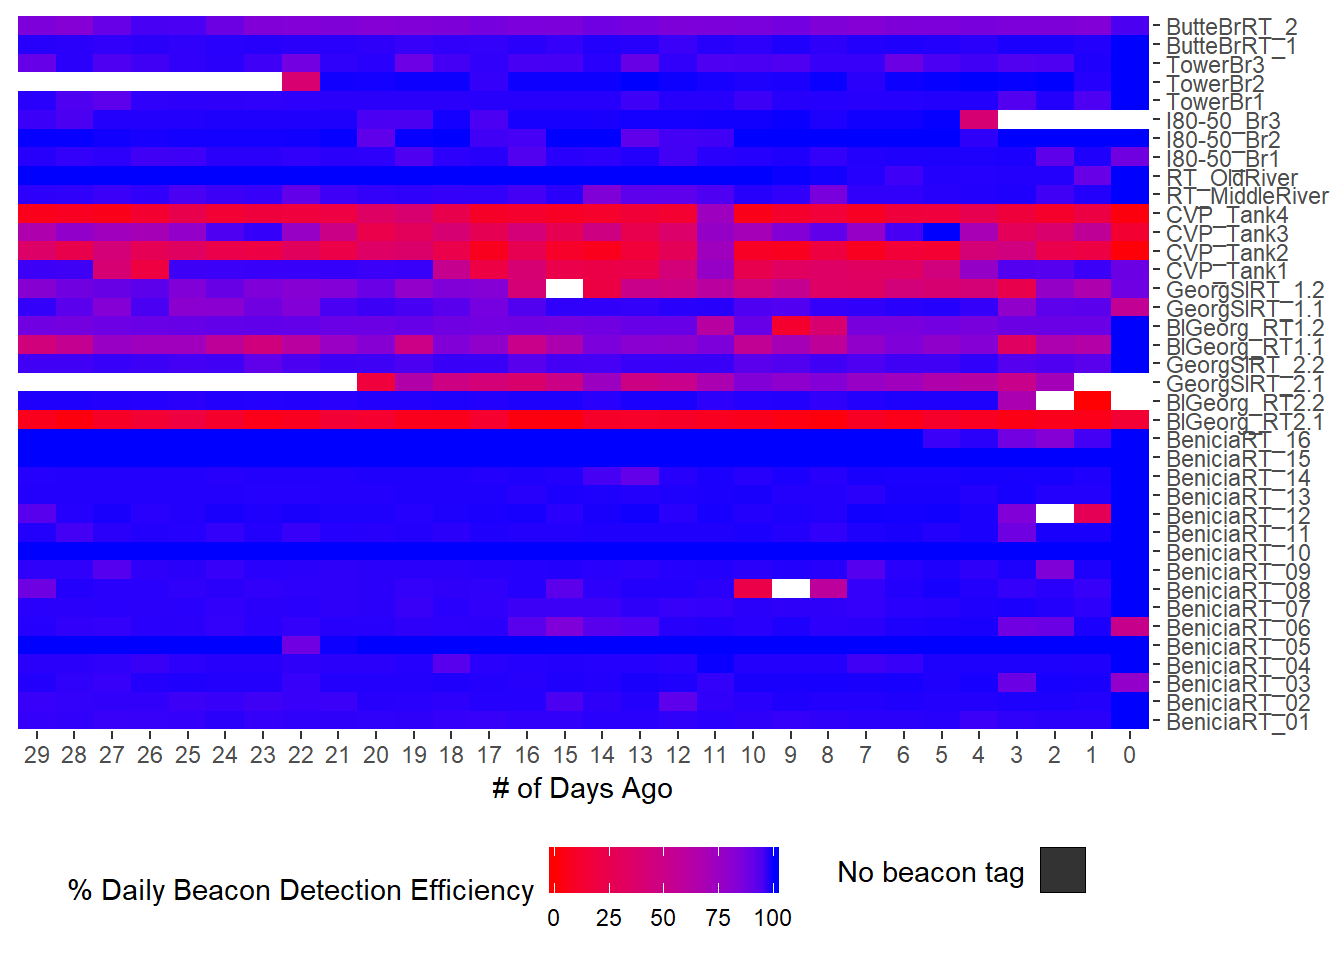 ButteBrRT_2
ButteBrRT_1
TowerBr3
TowerBr2
TowerBr1
I80-50_Br3
I80-50_Br2
I80-50_Br1
RT_OldRiver
RT_MiddleRiver
CVP_Tank4
CVP_Tank3
CVP_Tank2
CVP_Tank1
GeorgSlRT_1.2
GeorgSlRT_1.1
BlGeorg_RT1.2
BlGeorg_RT1.1
GeorgSlRT_2.2
GeorgSlRT_2.1
BlGeorg_RT2.2
BlGeorg_RT2.1
BeniciaRT_16
BeniciaRT_15
BeniciaRT_14
BeniciaRT_13
BeniciaRT_12
BeniciaRT_11
BeniciaRT_10
BeniciaRT_09
BeniciaRT_08
BeniciaRT_07
BeniciaRT_06
BeniciaRT_05
BeniciaRT_04
BeniciaRT_03
BeniciaRT_02
BeniciaRT_01
29 28 27 26 25 24 23 22 21 20 19 18 17 16 15 14 13 12 11 10 9 8 7 6 5 4 3 2 1 0
# of Days Ago
% Daily Beacon Detection Efficiency
0 25 50 75 100
No beacon tag